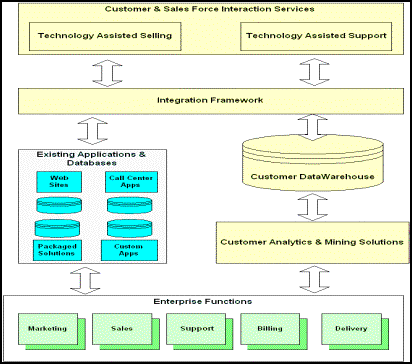 Customer & Sales Force Interaction Services
Technology Assisted Selling
Technology Assisted Support
Integration Framework
Existing Applications &
Databases
Web
Sites
Call Center
Apps
Packaged
Solutions
Custom
Apps
Customer DataWarehouse
Customer Analytics & Mining Solutions
Enterprise Functions
Marketing
Sales
Support
Billing
Delivery